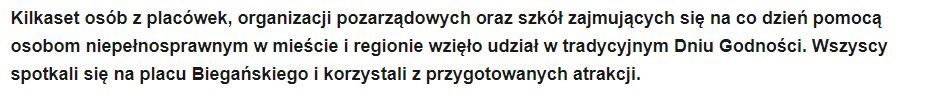 Kilkaset osób z placówek, organizacji pozarządowych oraz szkół zajmujących się na co dzień pomocą
osobom niepełnosprawnym w mieście i regionie wzięło udział w tradycyjnym Dniu Godności. Wszyscy
spotkali się na placu Biegańskiego i korzystali z przygotowanych atrakcji.